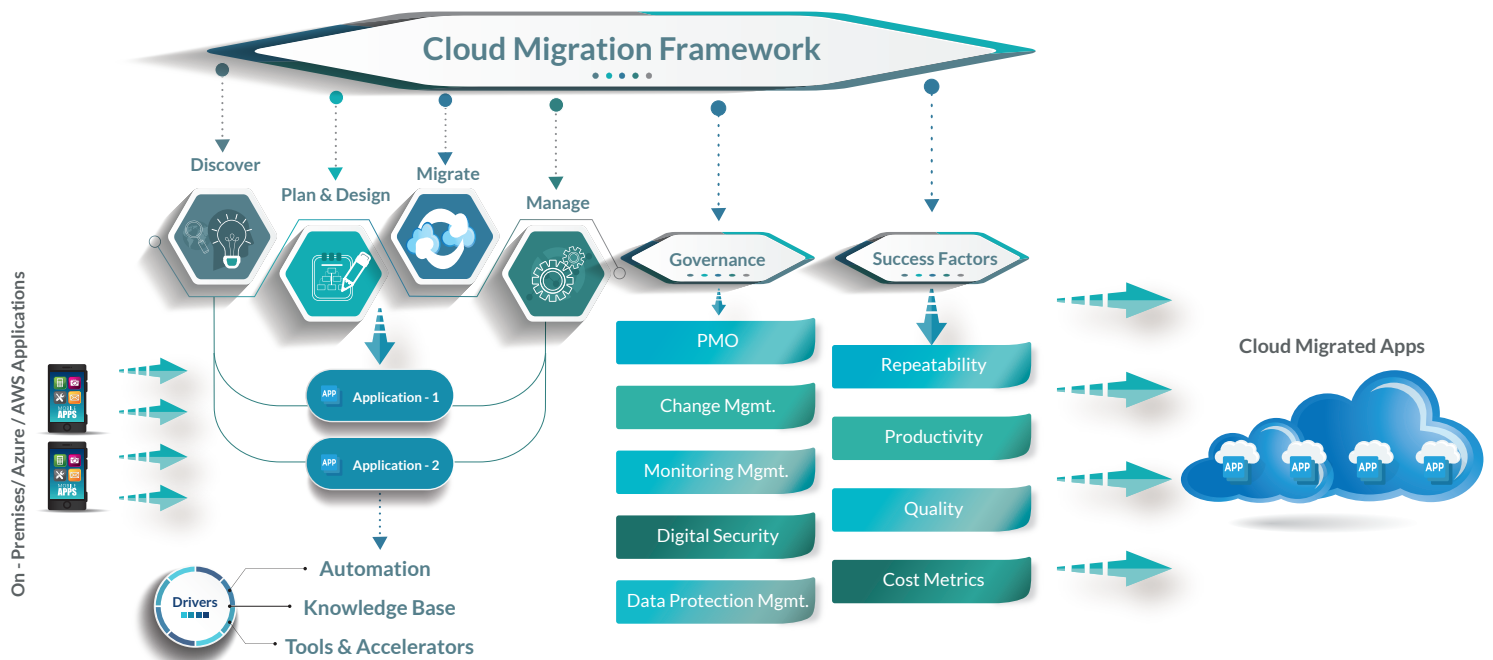 Cloud Migration Framework
Discover
Plan & Design
Migrate
Manage
Governance
Success Factors
On - Premises/ Azure / AWS Applications
MOBILE
APPS
MOBILE
APPS
APP
Application - 1
APP
Application - 2
Drivers
Automation
Knowledge Base
Tools & Accelerators
PMO
Change Mgmt.
Monitoring Mgmt.
Digital Security
Data Protection Mgmt.
Repeatability
Productivity
Quality
Cost Metrics
Cloud Migrated Apps
APP
APP
APP
APP